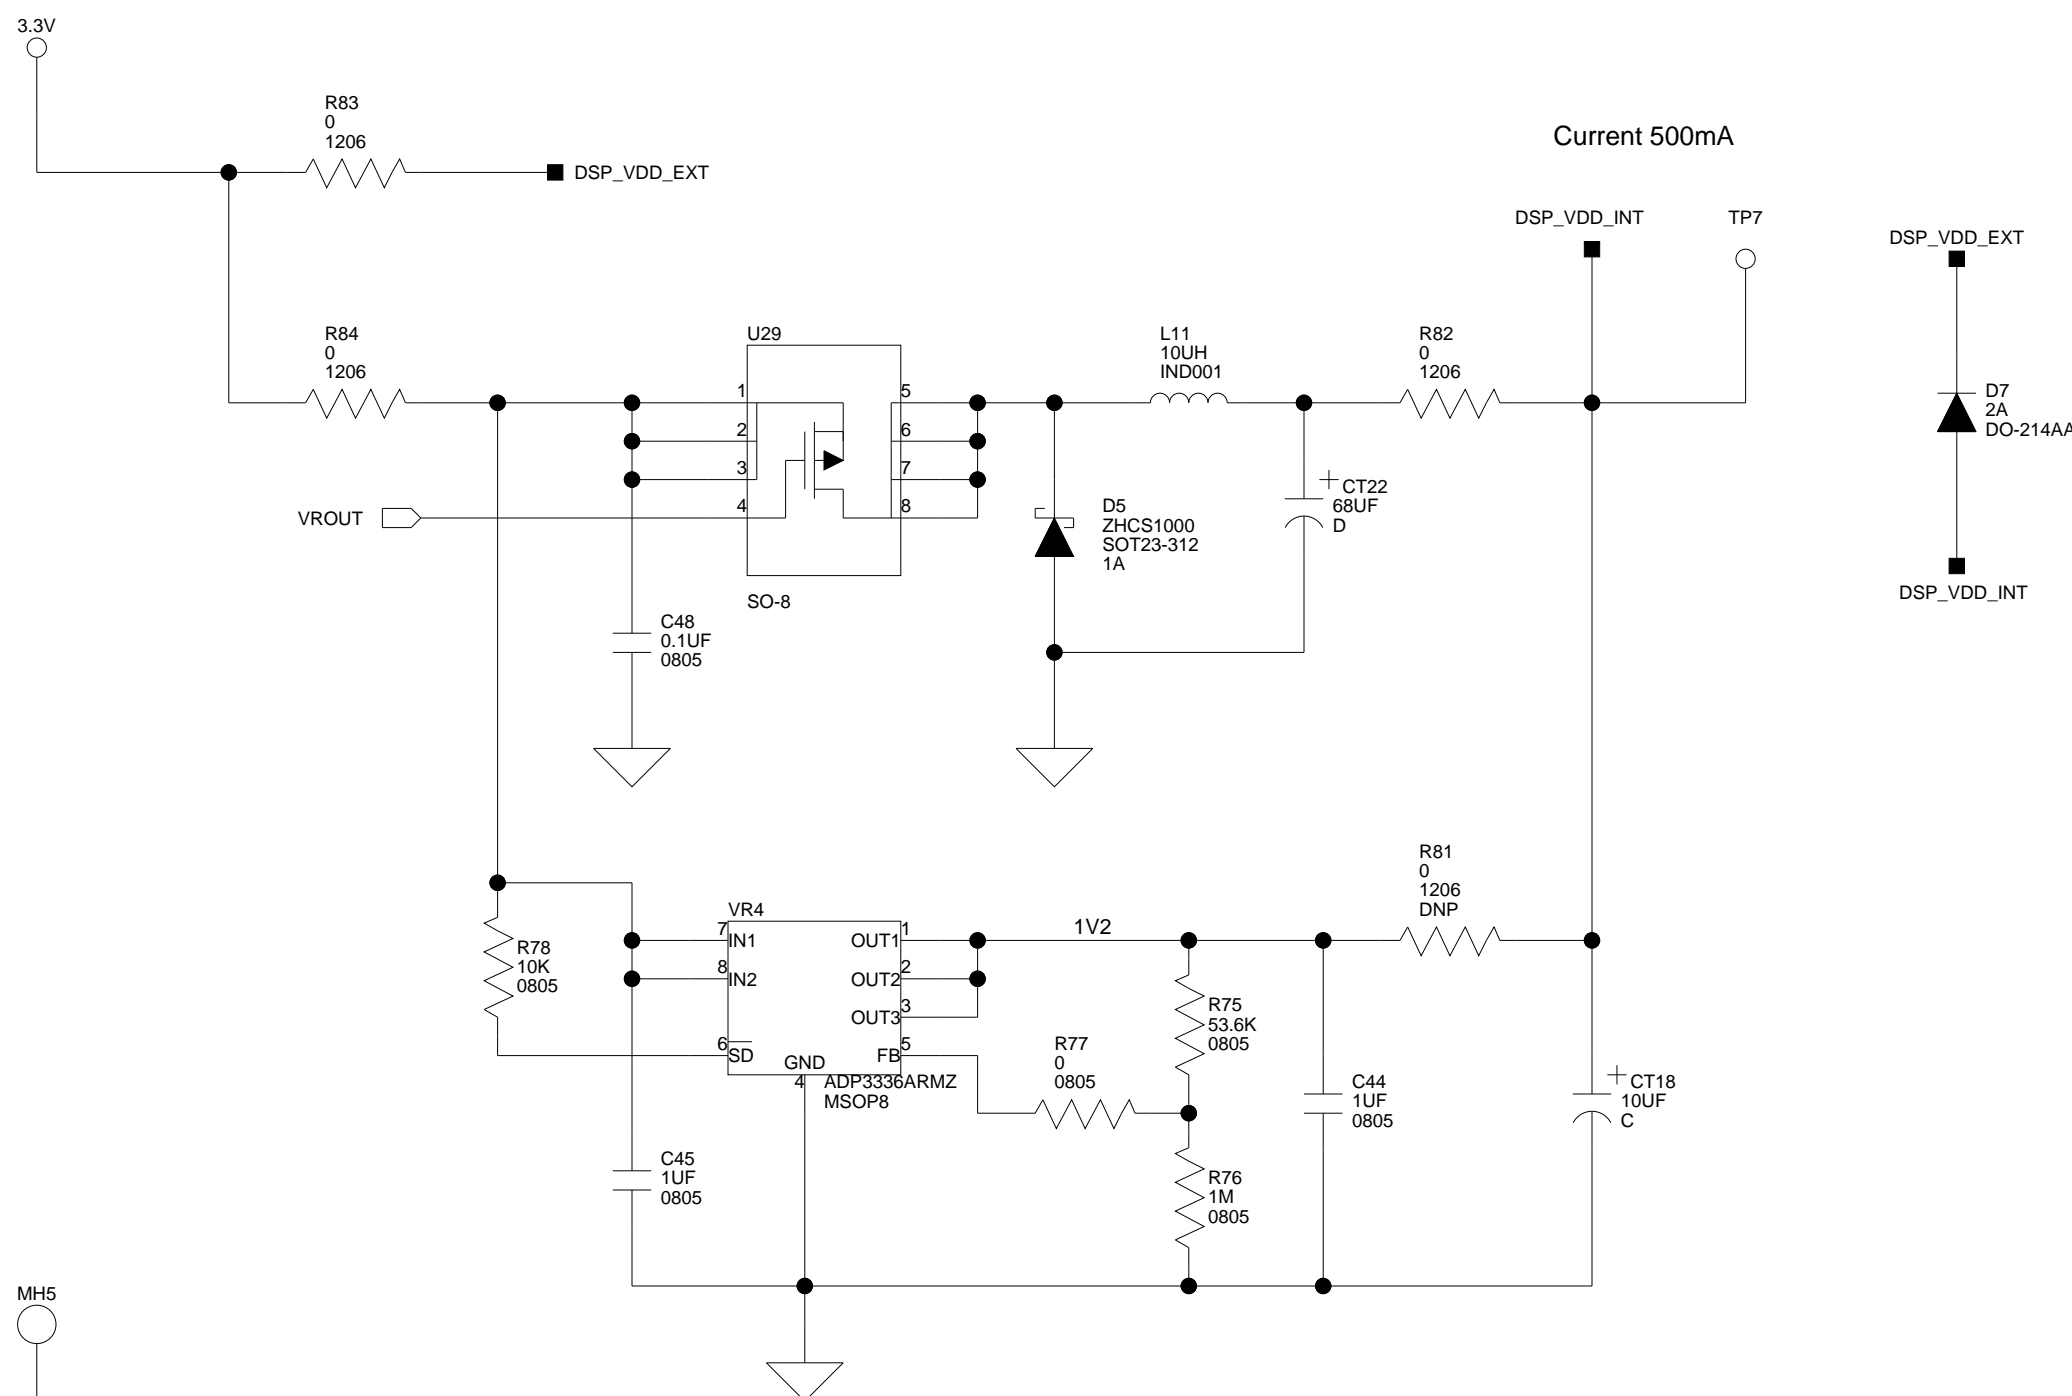 3.3V
R83
0
1206
DSP_VDD_EXT
Current 500mA
DSP_VDD_INT
TP7
DSP_VDD_EXT
R84
0
1206
U29
1
2
3
4
5
6
7
8
SO-8
VROUT
L11
10UH
IND001
R82
0
1206
D7
2A
DO-214AA
DSP_VDD_INT
CT22
68UF
D
D5
ZHCS1000
SOT23-312
1A
C48
0.1UF
0805
R81
0
1206
DNP
VR4
7
IN1
8
IN2
6
SD
GND
4
OUT1
1
OUT2
2
OUT3
3
FB
5
ADP3336ARMZ
MSOP8
1V2
R78
10K
0805
R75
53.6K
0805
R77
0
0805
C44
1UF
0805
CT18
10UF
C
C45
1UF
0805
R76
1M
0805
MH5